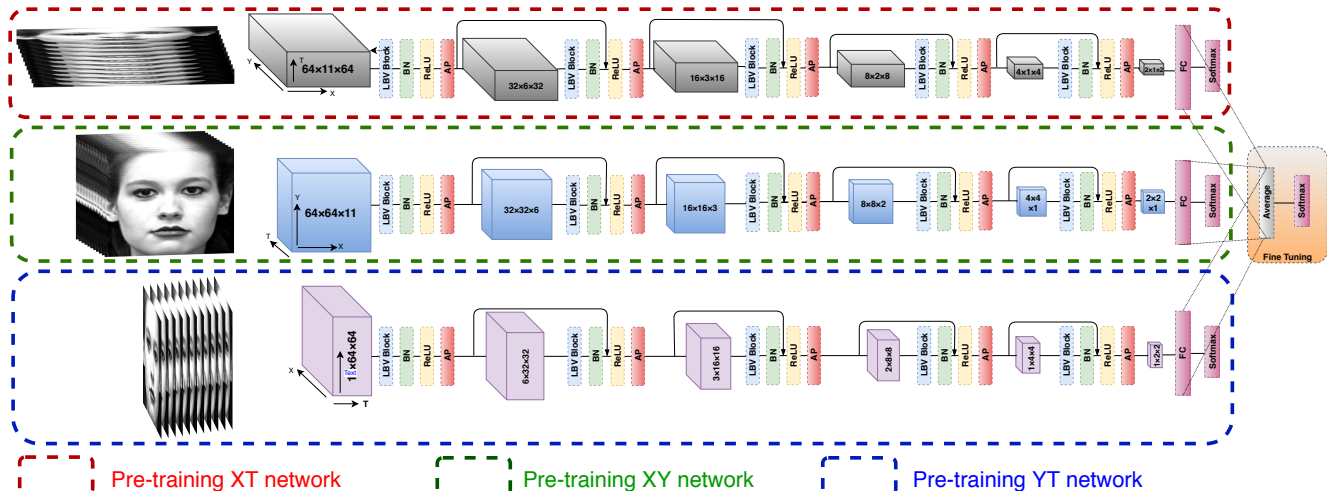 Y
T
X
64×11×64
LBV Block
BN
ReLU
AP
32×6×32
LBV Block
BN
ReLU
AP
16×3×16
LBV Block
BN
ReLU
AP
8×2×8
LBV Block
BN
ReLU
AP
4×1×4
LBV Block
BN
ReLU
AP
2×1×2
FC
Softmax
Y
X
T
64×64×11
LBV Block
BN
ReLU
AP
32×32×6
LBV Block
BN
ReLU
AP
16×16×3
LBV Block
BN
ReLU
AP
8×8×2
LBV Block
BN
ReLU
AP
4×4
×1
LBV Block
BN
ReLU
AP
2×2
×1
FC
Softmax
Average
Softmax
Fine Tuning
X
T
11×64×64
Text
LBV Block
BN
ReLU
AP
6×32×32
LBV Block
BN
ReLU
AP
3×16×16
LBV Block
BN
ReLU
AP
2×8×8
LBV Block
BN
ReLU
AP
1×4×4
LBV Block
BN
ReLU
AP
1×2×2
FC
Softmax
Pre-training XT network
Pre-training XY network
Pre-training YT network